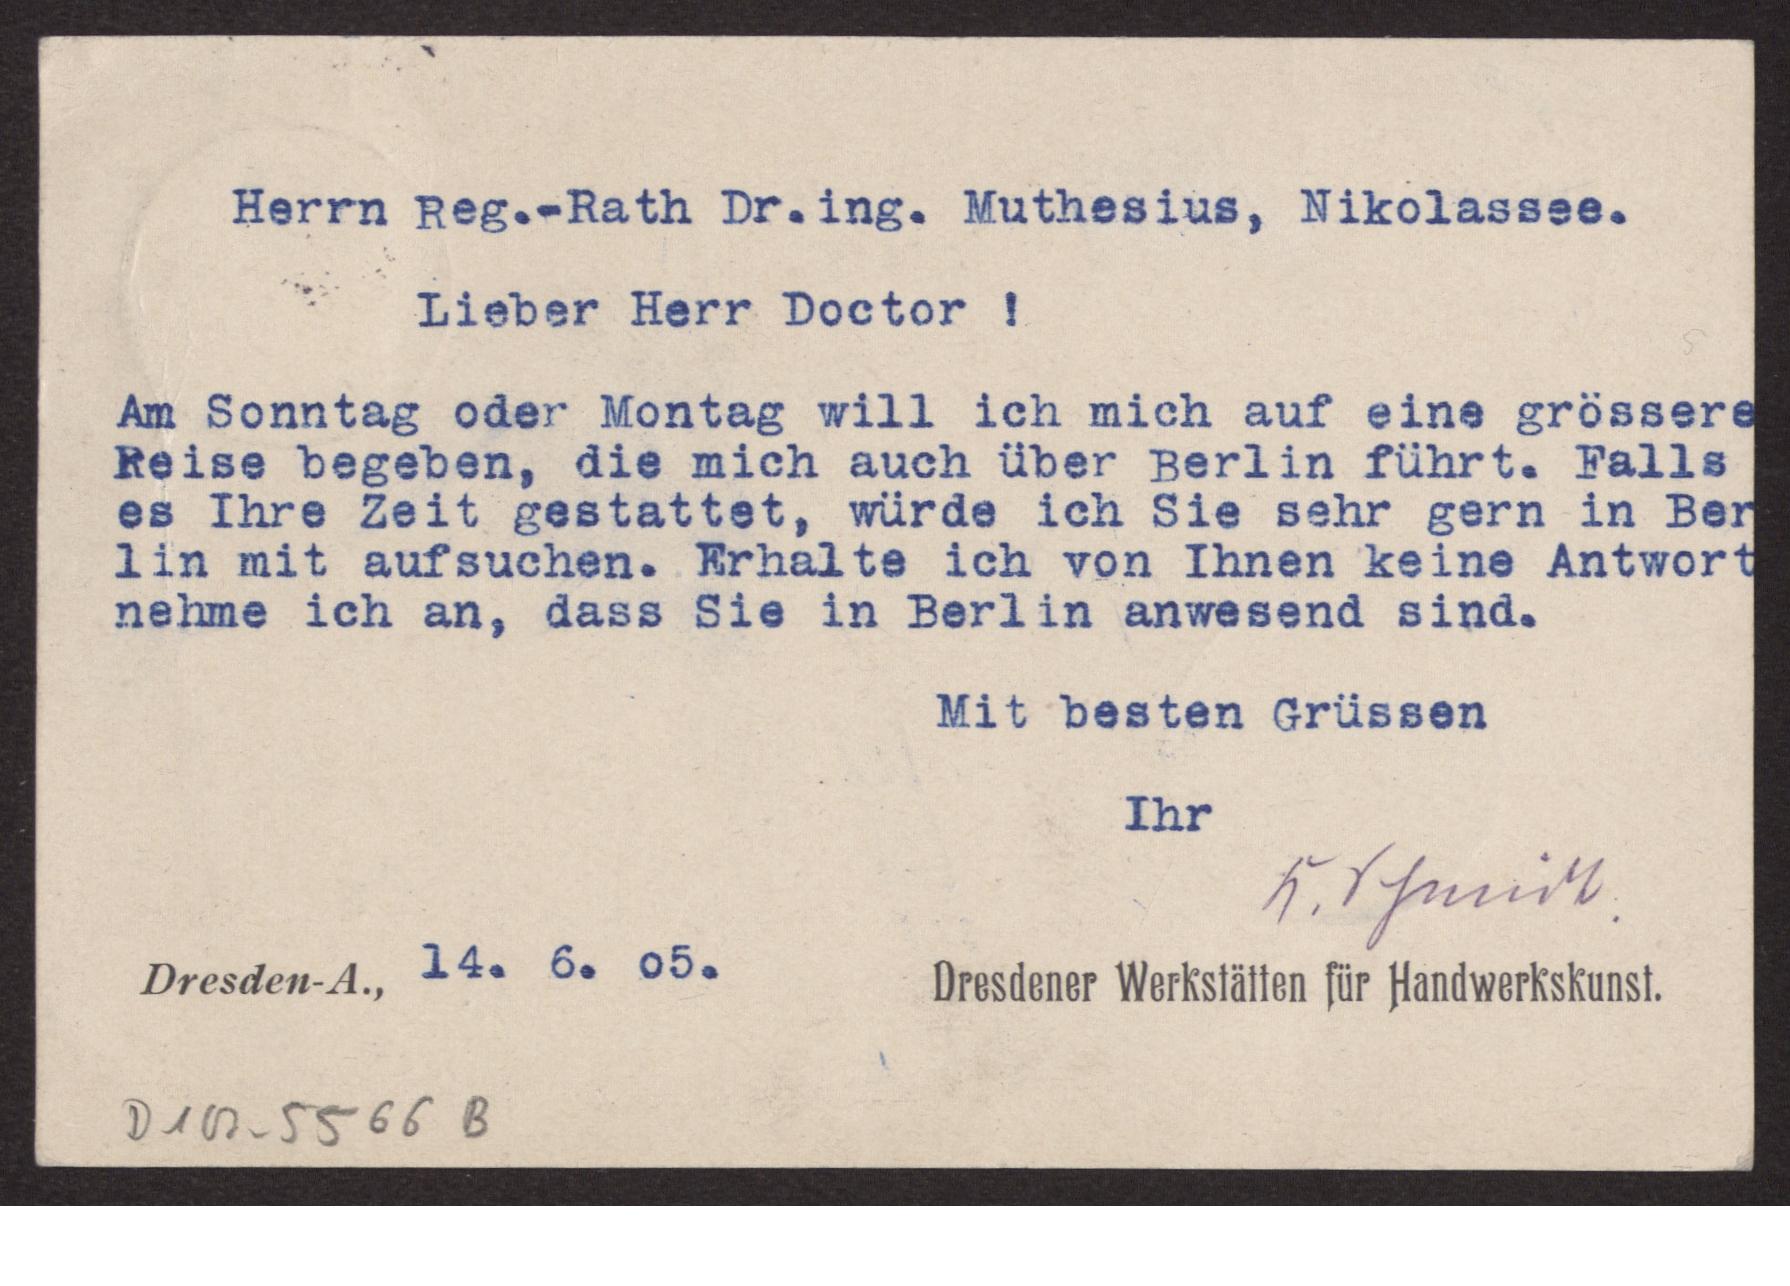 Herrn Reg.-Rath Dr.ing. Muthesius, Nikolassee.
Lieber Herr Doctor !
Am Sonntag oder Montag will ich mich auf eine grössere
Reise begeben, die mich auch über Berlin führt. Falls
es Ihre Zeit gestattet, würde ich Sie sehr gern in Ber
lin mit aufsuchen. Erhalte ich von Ihnen keine Antwort
nehme ich an, dass Sie in Berlin anwesend sind.
Mit besten Grüssen
Ihr
K. Schmidt.
Dresden-A., 14. 6. 05.
Dresdener Werkstätten für Handwerkskunst.
D 102-5566 B